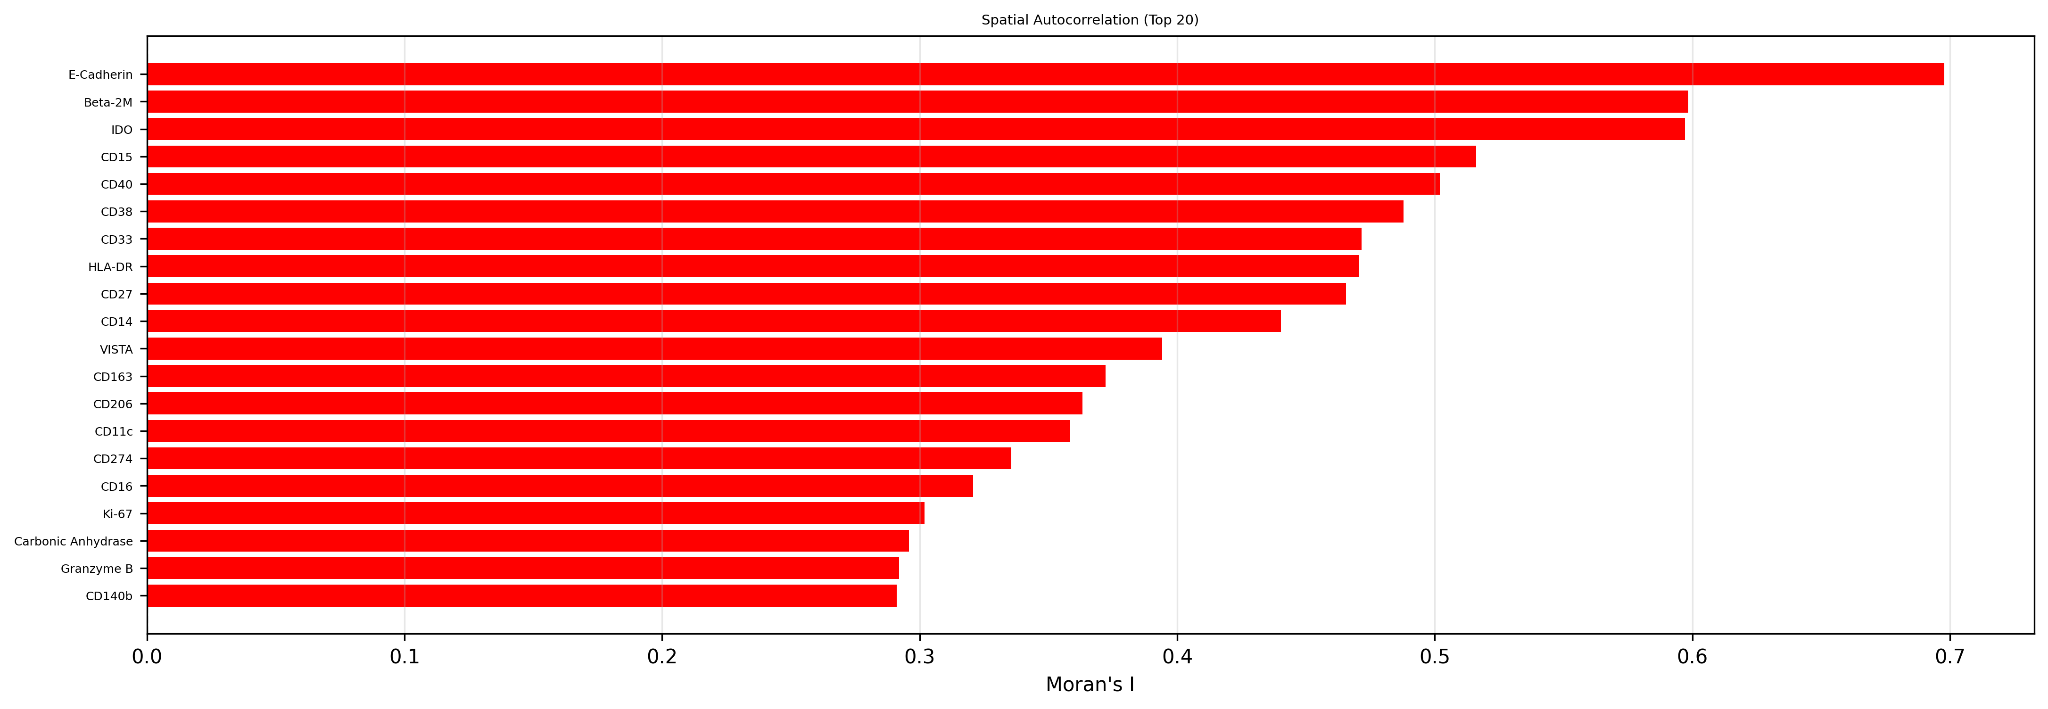 Spatial Autocorrelation (Top 20)
E-Cadherin
Beta-2M
IDO
CD15
CD40
CD38
CD33
HLA-DR
CD27
CD14
VISTA
CD163
CD206
CD11c
CD274
CD16
Ki-67
Carbonic Anhydrase
Granzyme B
CD140b
0.0 0.1 0.2 0.3 0.4 0.5 0.6 0.7
Moran's I